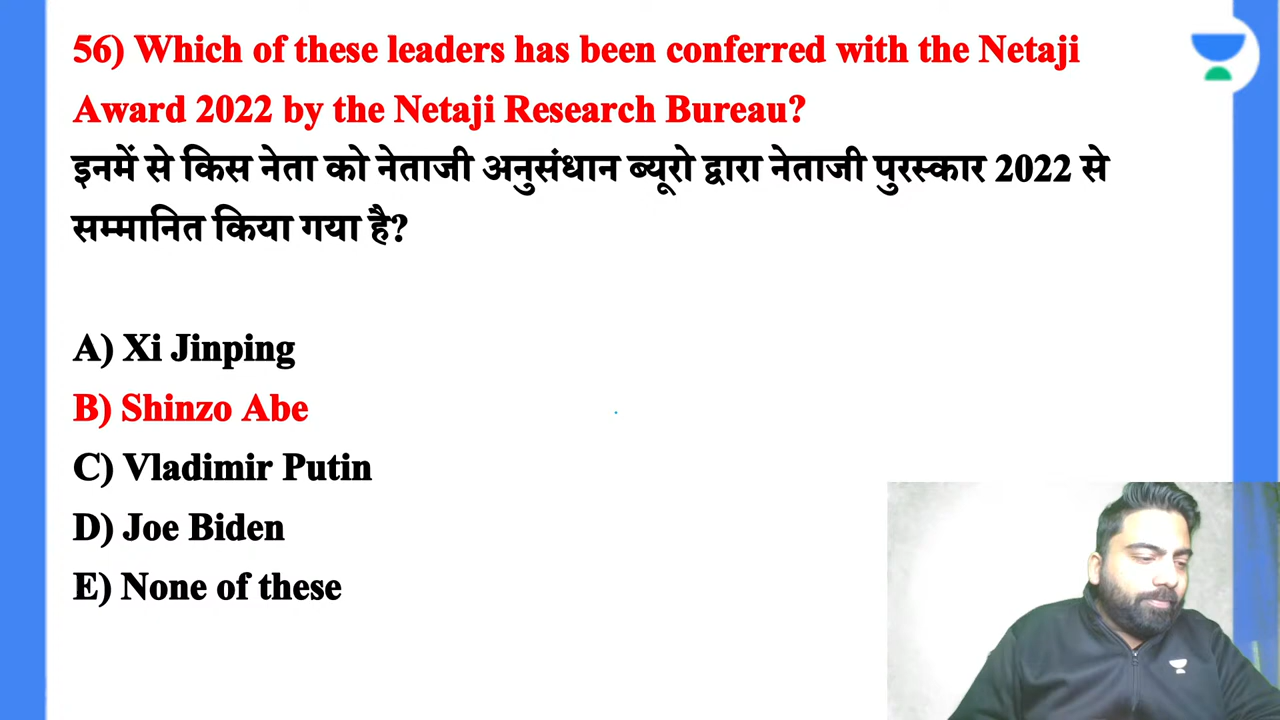 56) Which of these leaders has been conferred with the Netaji
Award 2022 by the Netaji Research Bureau?
इनमें से किस नेता को नेताजी अनुसंधान ब्यूरो द्वारा नेताजी पुरस्कार 2022 से
सम्मानित किया गया है?
A) Xi Jinping
B) Shinzo Abe
C) Vladimir Putin
D) Joe Biden
E) None of these